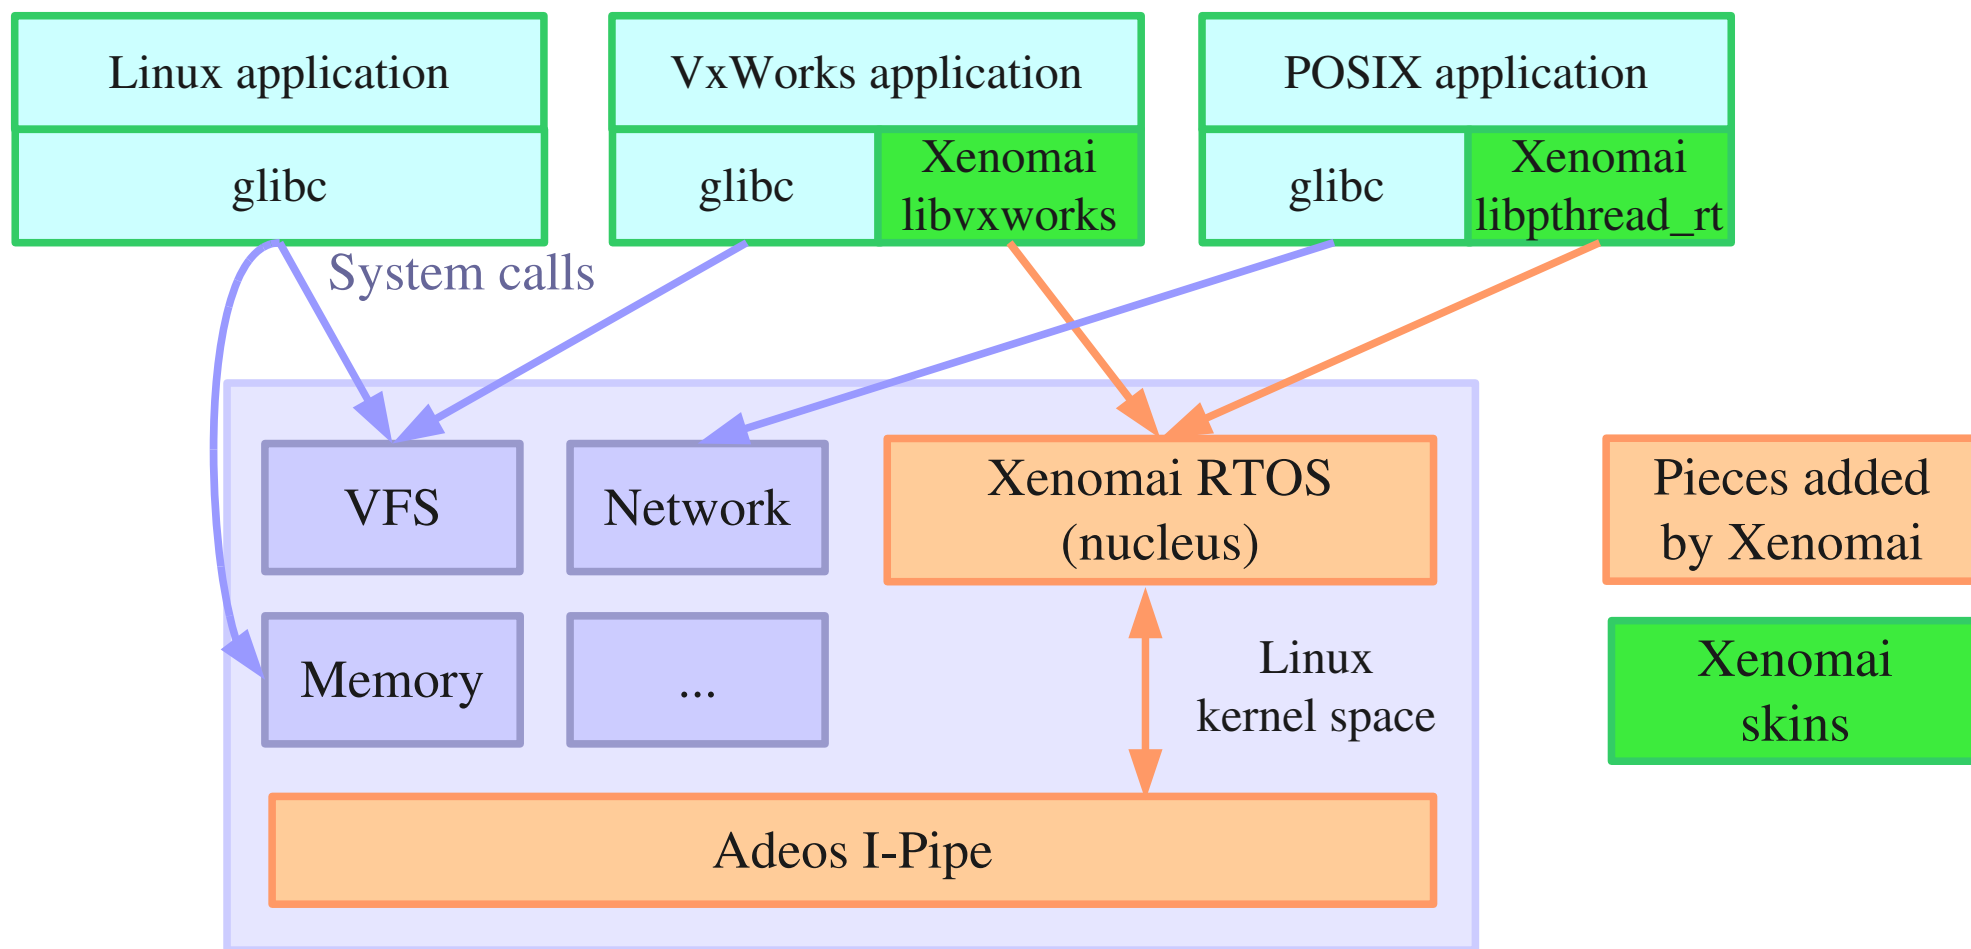 Linux application
glibc
VxWorks application
glibc
Xenomai
libvxworks
POSIX application
glibc
Xenomai
libpthread_rt
System calls
VFS
Network
Xenomai RTOS
(nucleus)
Memory
...
Linux
kernel space
Adeos I-Pipe
Pieces added
by Xenomai
Xenomai
skins